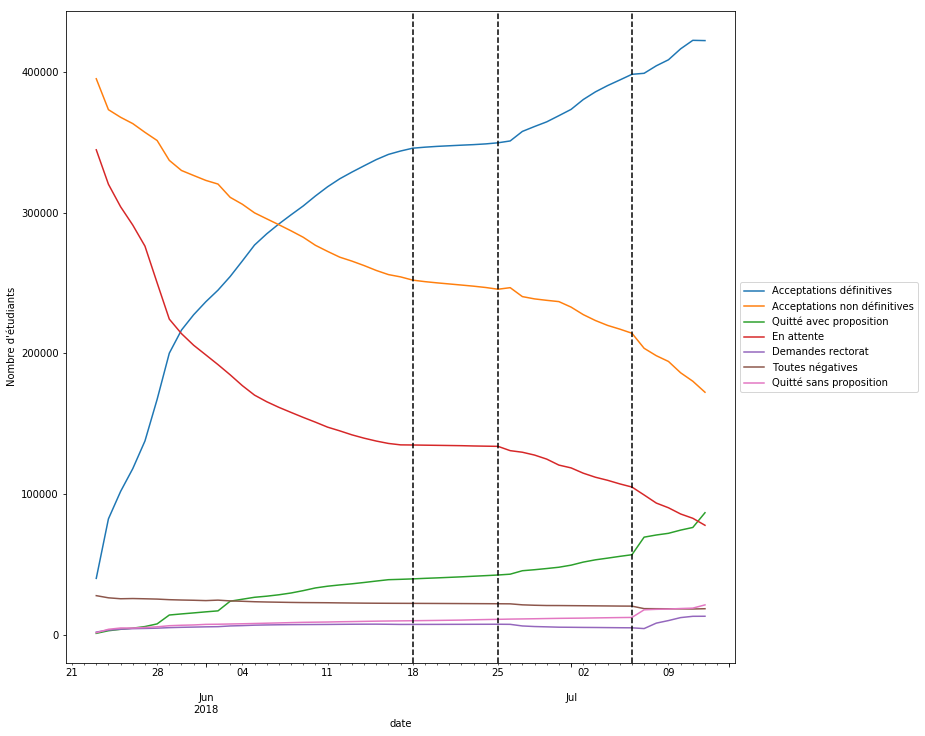 400000
300000
200000
100000
0
Nombre d'étudiants
21
28
04
11
18
25
02
09
Jun
2018
Jul
date
Acceptations définitives
Acceptations non définitives
Quitté avec proposition
En attente
Demandes rectorat
Toutes négatives
Quitté sans proposition